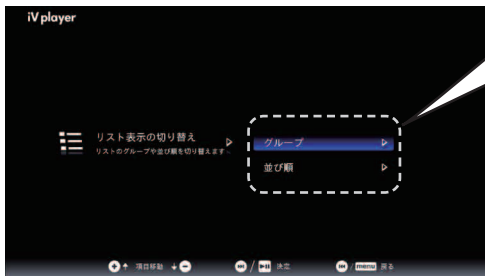 iV player
リスト表示の切り替え
リストのグループや並び順を切り替えます
グループ
並び順
項目移動
/ 決定
/ menu 戻る